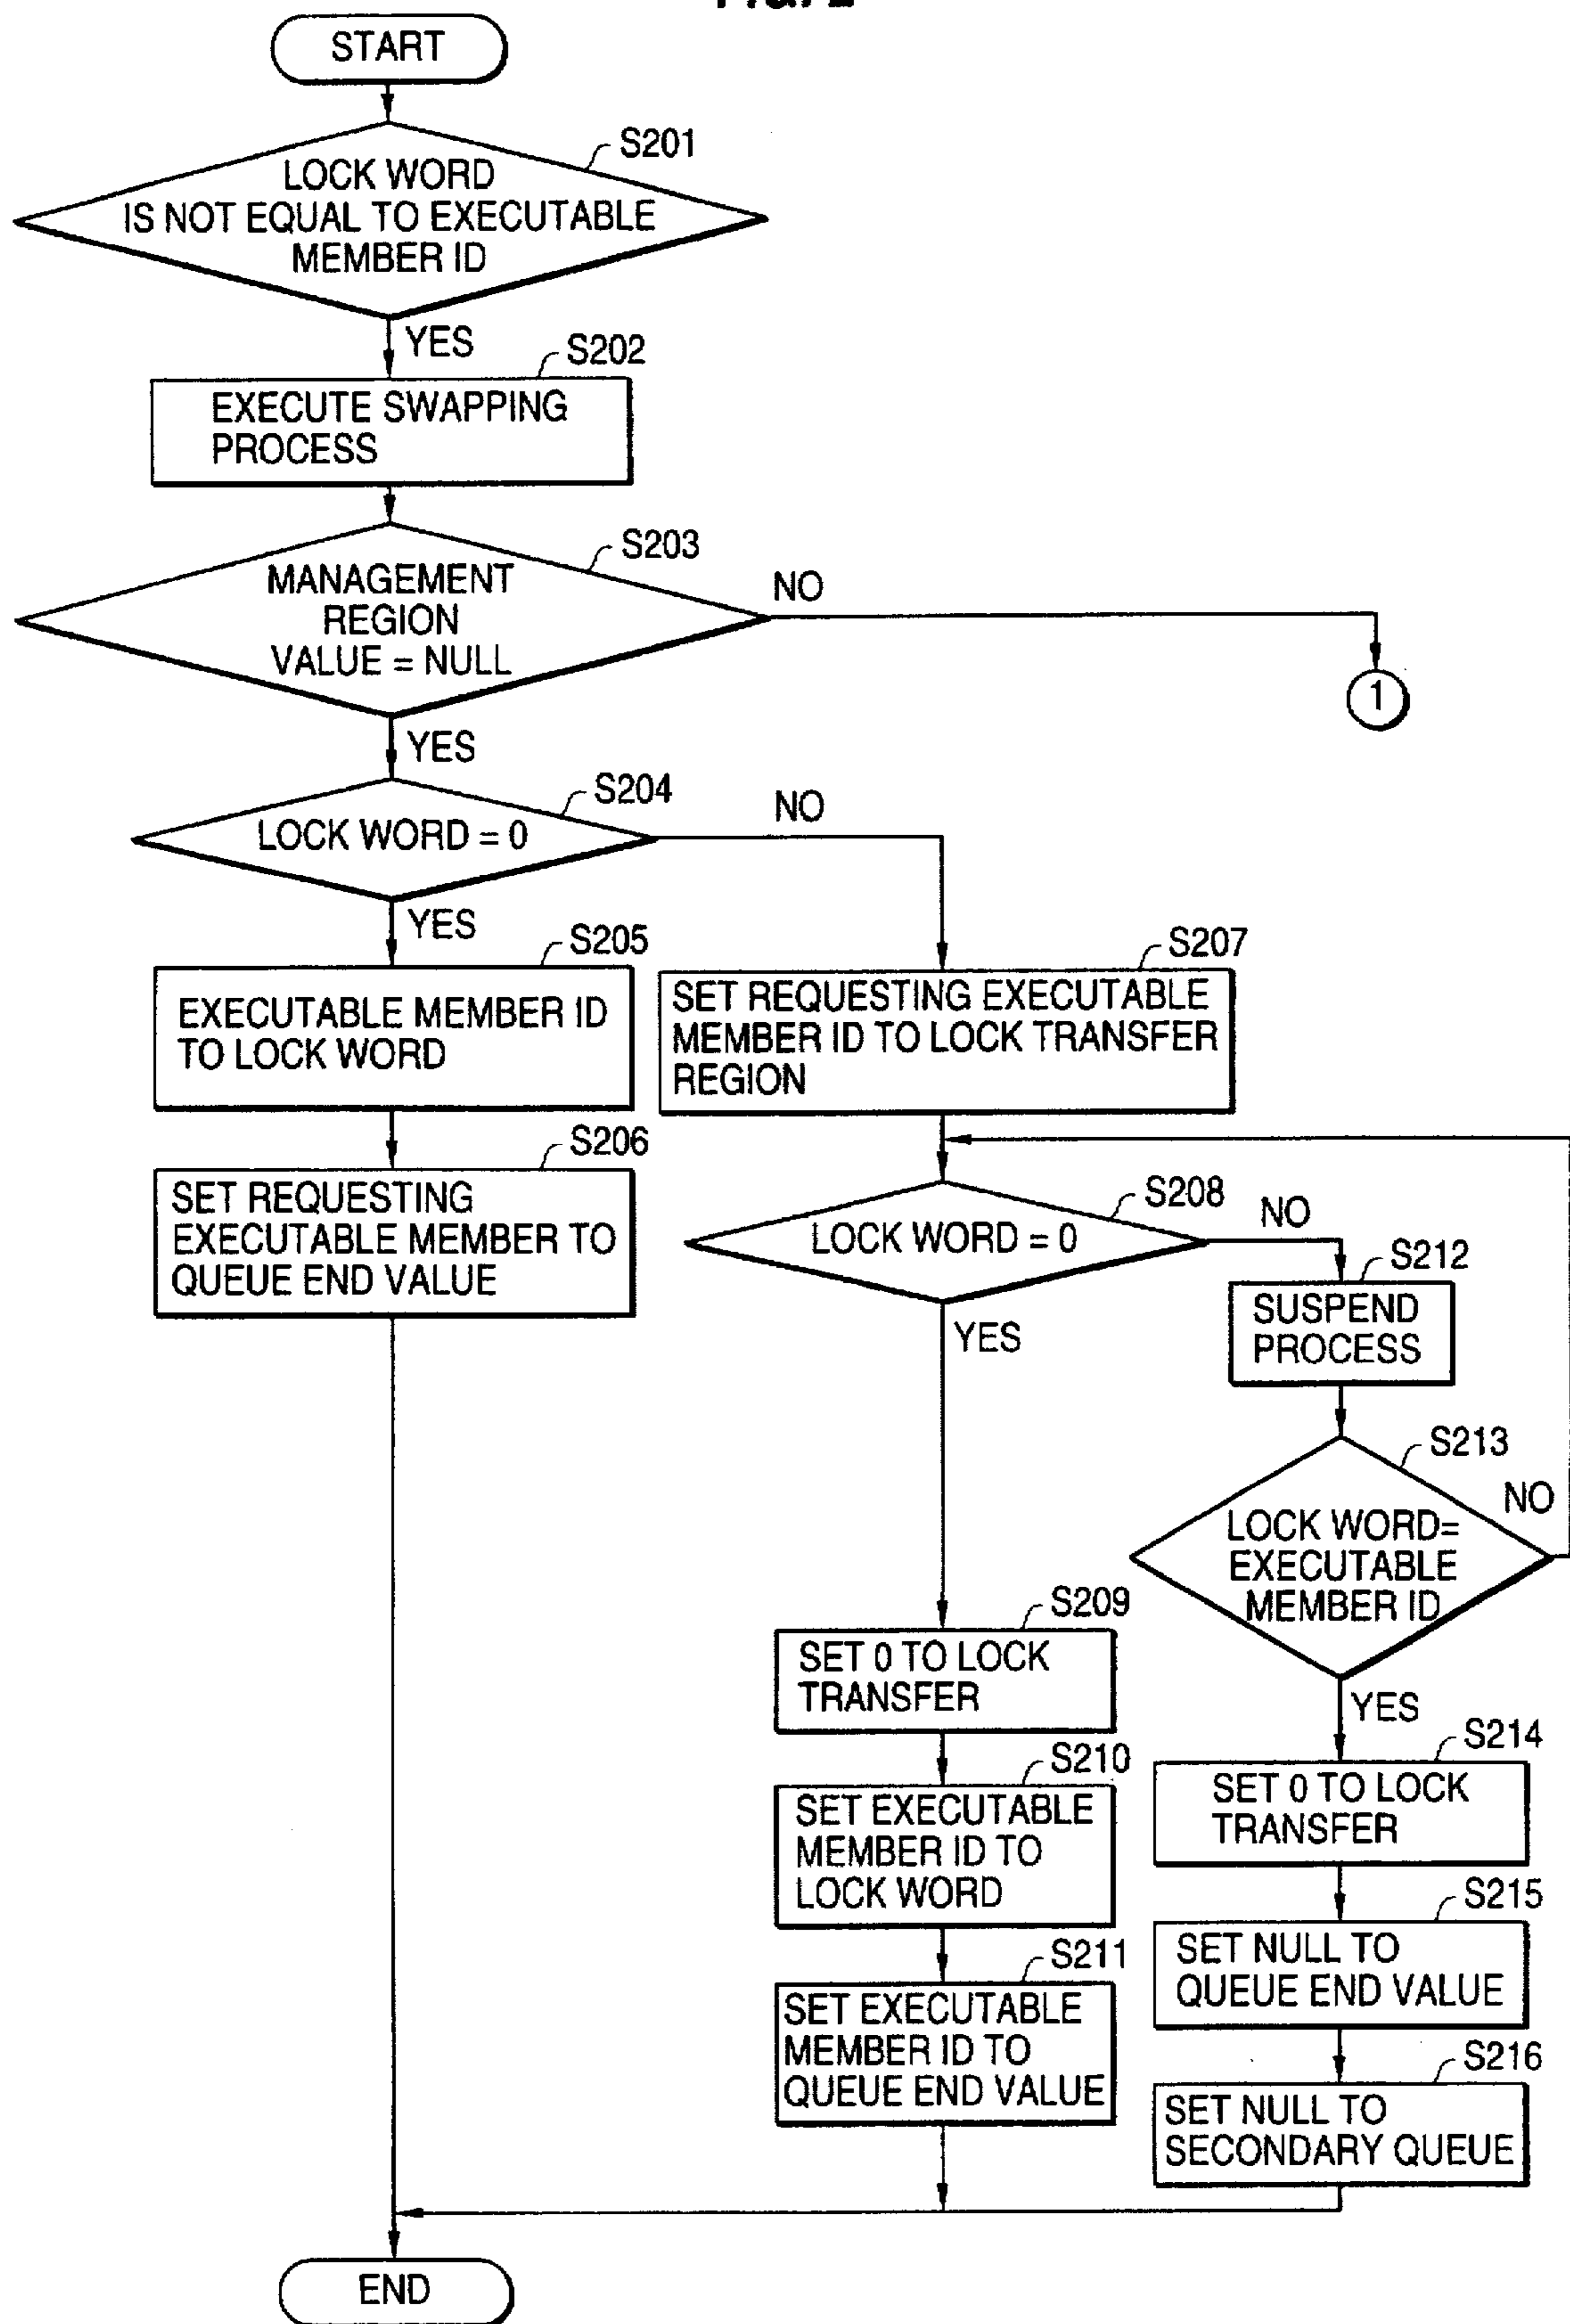 START
S201
LOCK WORD
IS NOT EQUAL TO EXECUTABLE
MEMBER ID
YES
S202
EXECUTE SWAPPING
PROCESS
S203
MANAGEMENT
REGION
VALUE = NULL
NO
1
YES
S204
LOCK WORD = 0
NO
YES
S205
EXECUTABLE MEMBER ID
TO LOCK WORD
S207
SET REQUESTING EXECUTABLE
MEMBER ID TO LOCK TRANSFER
REGION
S206
SET REQUESTING
EXECUTABLE MEMBER TO
QUEUE END VALUE
S208
LOCK WORD = 0
NO
YES
S212
SUSPEND
PROCESS
S213
LOCK WORD=
EXECUTABLE
MEMBER ID
NO
YES
S209
SET 0 TO LOCK
TRANSFER
S210
SET EXECUTABLE
MEMBER ID TO
LOCK WORD
S211
SET EXECUTABLE
MEMBER ID TO
QUEUE END VALUE
S214
SET 0 TO LOCK
TRANSFER
S215
SET NULL TO
QUEUE END VALUE
S216
SET NULL TO
SECONDARY QUEUE
END